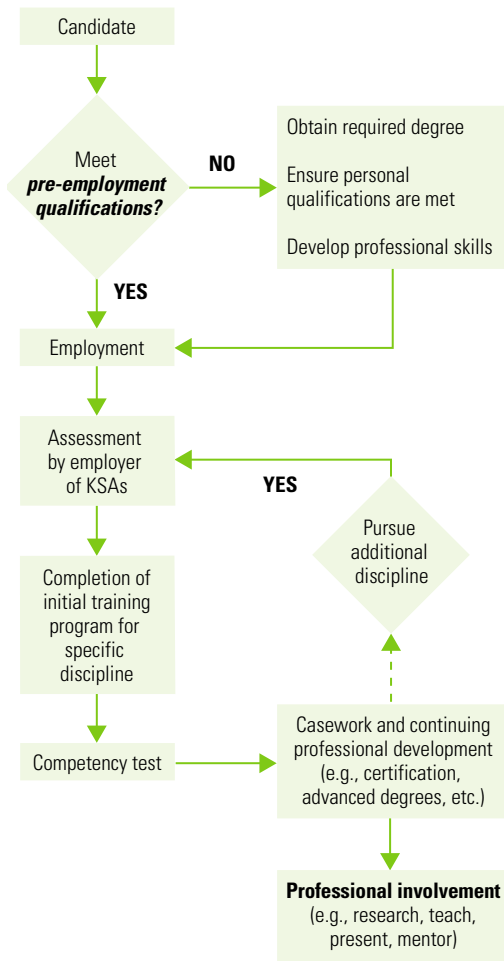 Candidate
Meet
pre-employment
qualifications?
NO
Obtain required degree
Ensure personal
qualifications are met
Develop professional skills
YES
Employment
Assessment
by employer
of KSAs
YES
Pursue
additional
discipline
Completion of
initial training
program for
specific
discipline
Competency test
Casework and continuing
professional development
(e.g., certification,
advanced degrees, etc.)
Professional involvement
(e.g., research, teach,
present, mentor)